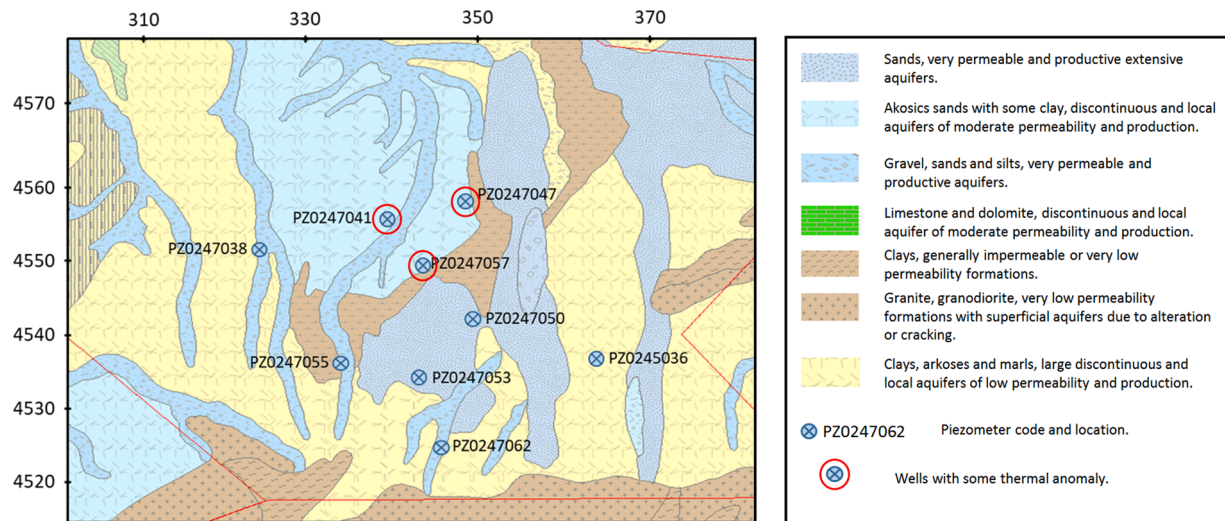 310 330 350 370
4570
4560
4550
4540
4530
4520
PZ0247047
PZ0247041
PZ0247038
PZ0247057
PZ0247050
PZ0247055
PZ0245036
PZ0247053
PZ0247062
Sands, very permeable and productive extensive
aquifers.
Akosics sands with some clay, discontinuous and local
aquifers of moderate permeability and production.
Gravel, sands and silts, very permeable and
productive aquifers.
Limestone and dolomite, discontinuous and local
aquifer of moderate permeability and production.
Clays, generally impermeable or very low
permeability formations.
Granite, granodiorite, very low permeability
formations with superficial aquifers due to alteration
or cracking.
Clays, arkoses and marls, large discontinuous and
local aquifers of low permeability and production.
PZ0247062 Piezometer code and location.
Wells with some thermal anomaly.